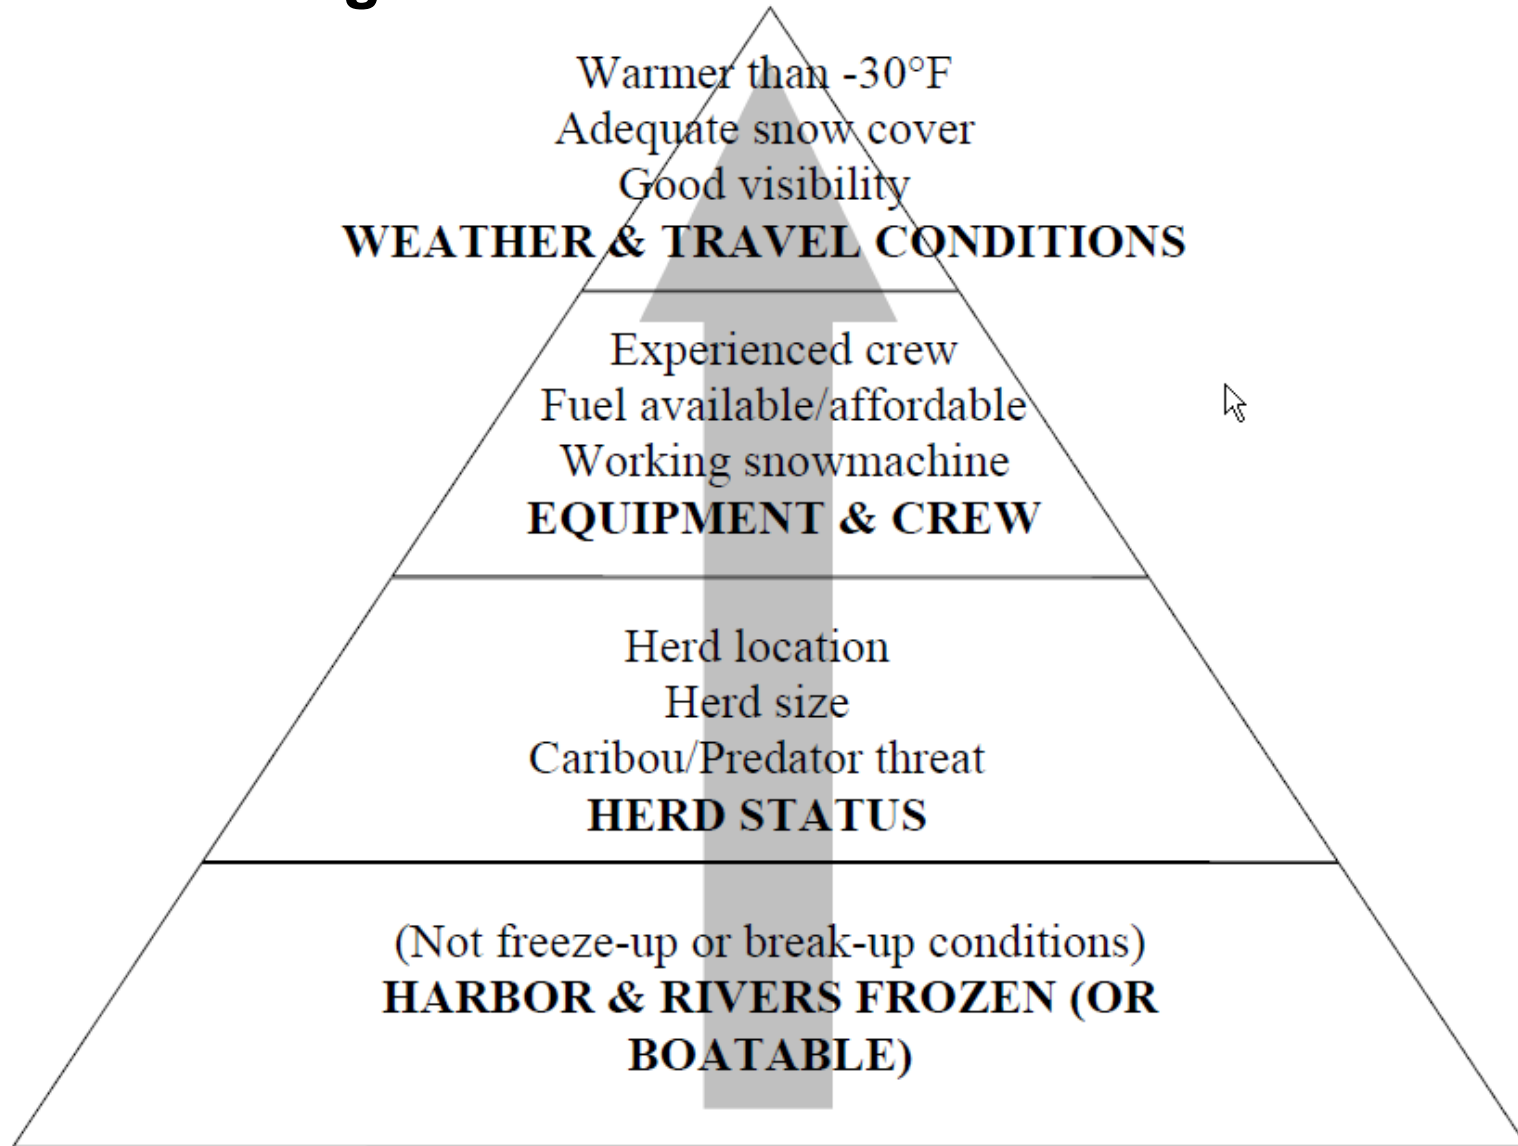 Warmer than -30°F
Adequate snow cover
Good visibility
WEATHER & TRAVEL CONDITIONS
Experienced crew
Fuel available/affordable
Working snowmachine
EQUIPMENT & CREW
Herd location
Herd size
Caribou/Predator threat
HERD STATUS
(Not freeze-up or break-up conditions)
HARBOR & RIVERS FROZEN (OR
BOATABLE)